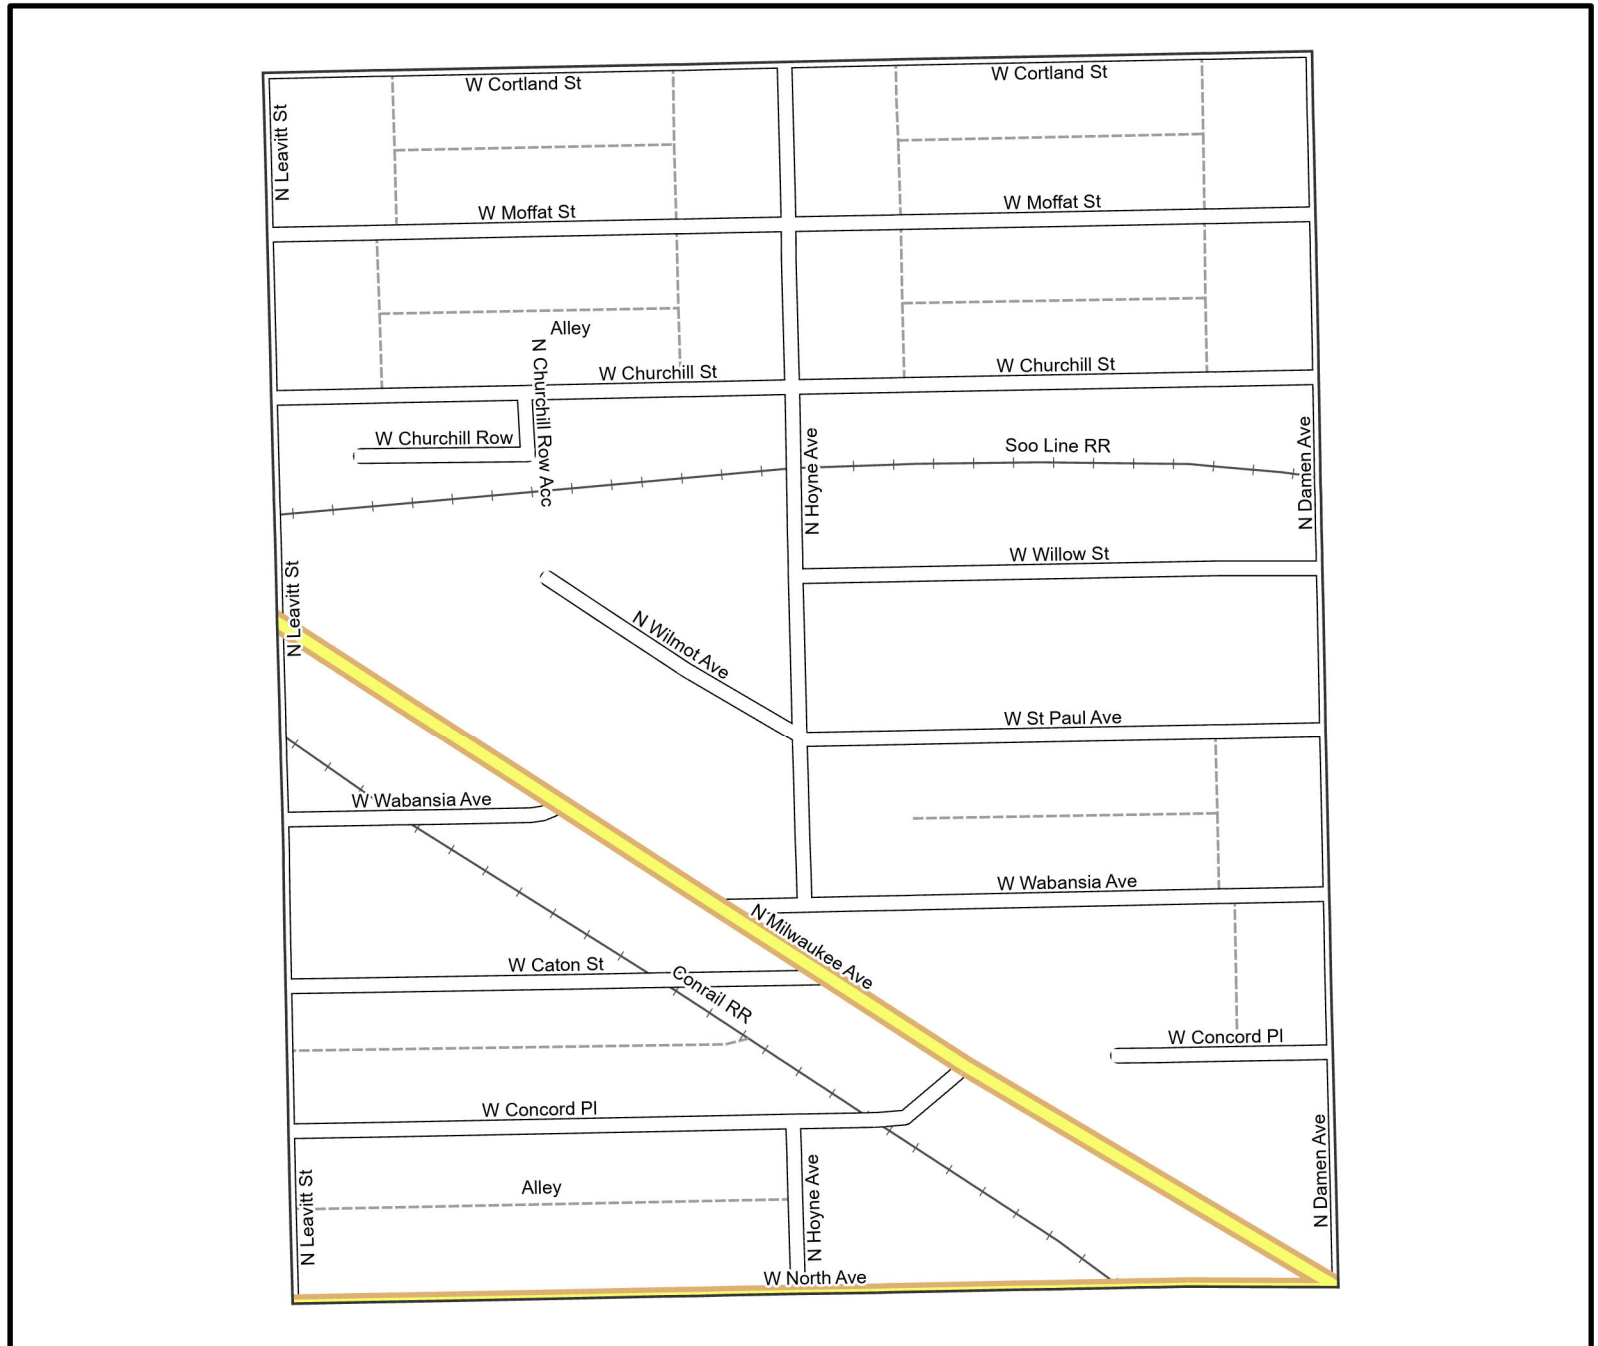 W Cortland St
W Cortland St
N Leavitt St
W Moffat St
W Moffat St
Alley
N Churchill Row Acc
W Churchill St
W Churchill St
W Churchill Row
N Hoyne Ave
Soo Line RR
N Damen Ave
W Willow St
N Leavitt St
N Wilmot Ave
W St Paul Ave
W Wabansia Ave
W Wabansia Ave
N Milwaukee Ave
W Caton St
Conrail RR
W Concord Pl
W Concord Pl
N Leavitt St
Alley
N Hoyne Ave
N Damen Ave
W North Ave